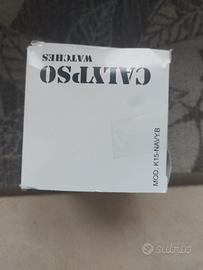 CALYPSO
WATCHES
MOD. K15-NAVY.B
subito